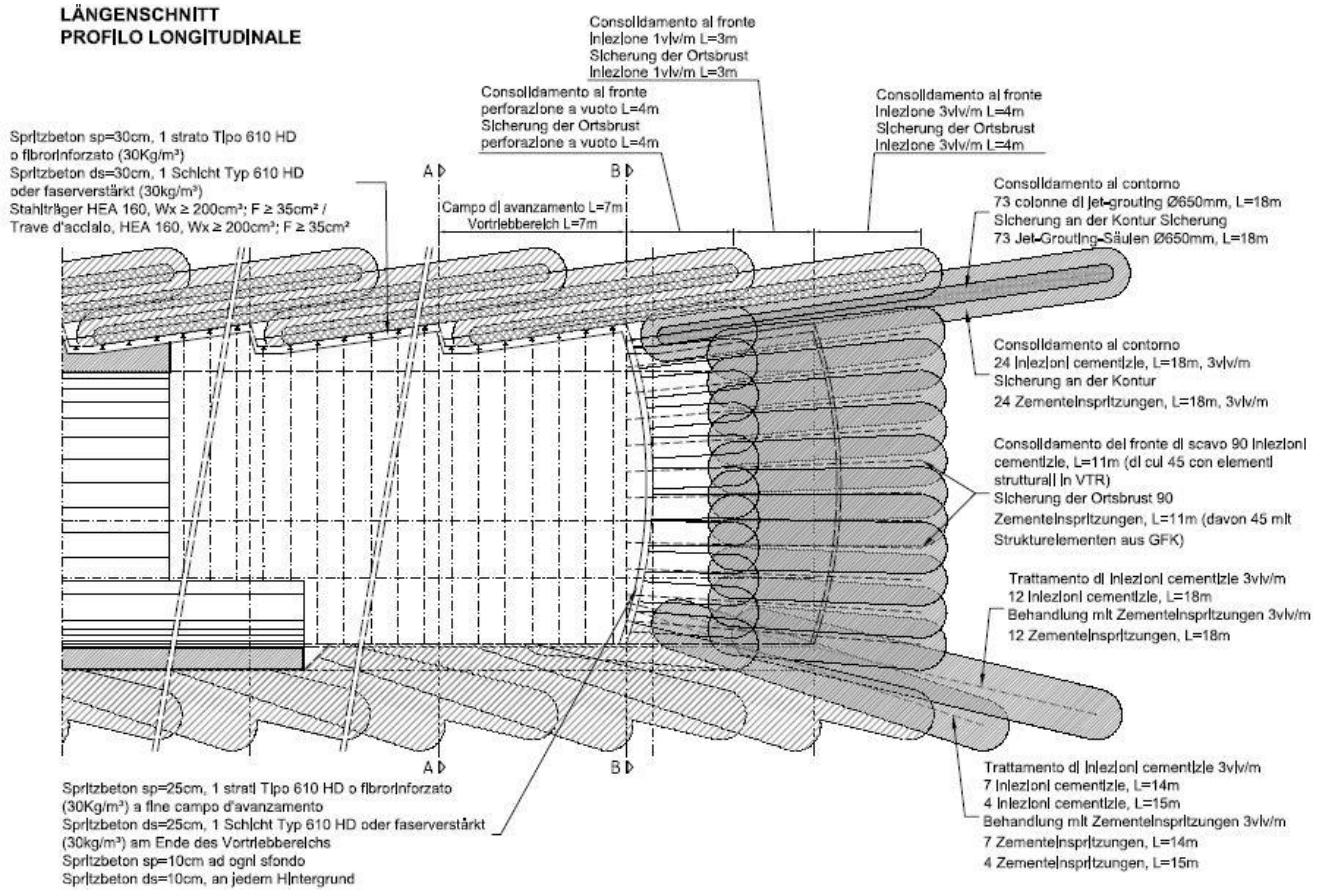 LÄNGENSCHNITT
PROFILO LONGITUDINALE
Consolidamento al fronte
Iniezione 1vlv/m L=3m
Sicherung der Ortsbrust
Iniezione 1vlv/m L=3m
Consolidamento al fronte
perforazione a vuoto L=4m
Sicherung der Ortsbrust
perforazione a vuoto L=4m
Consolidamento al fronte
Iniezione 3vlv/m L=4m
Sicherung der Ortsbrust
Iniezione 3vlv/m L=4m
Spritzbeton sp=30cm, 1 strato Tipo 610 HD
o fibrorinforzato (30Kg/m³)
Spritzbeton ds=30cm, 1 Schicht Typ 610 HD
oder faserverstärkt (30kg/m³)
Stahlträger HEA 160, Wx ≥ 200cm³; F ≥ 35cm² /
Trave d'acciaio, HEA 160, Wx ≥ 200cm³; F ≥ 35cm²
A
B
Campo di avanzamento L=7m
Vortriebbereich L=7m
Consolidamento al contorno
73 colonne di jet-grouting Ø650mm, L=18m
Sicherung an der Kontur Sicherung
73 Jet-Grouting-Säulen Ø650mm, L=18m
Consolidamento al contorno
24 iniezioni cementizie, L=18m, 3vlv/m
Sicherung an der Kontur
24 Zementeinspritzungen, L=18m, 3vlv/m
Consolidamento del fronte di scavo 90 iniezioni
cementizie, L=11m (di cui 45 con elementi
strutturali in VTR)
Sicherung der Ortsbrust 90
Zementeinspritzungen, L=11m (davon 45 mit
Strukturelementen aus GFK)
Trattamento di iniezioni cementizie 3vlv/m
12 iniezioni cementizie, L=18m
Behandlung mit Zementeinspritzungen 3vlv/m
12 Zementeinspritzungen, L=18m
A
B
Trattamento di iniezioni cementizie 3vlv/m
7 iniezioni cementizie, L=14m
4 iniezioni cementizie, L=15m
Behandlung mit Zementeinspritzungen 3vlv/m
7 Zementeinspritzungen, L=14m
4 Zementeinspritzungen, L=15m
Spritzbeton sp=25cm, 1 strati Tipo 610 HD o fibrorinforzato
(30Kg/m³) a fine campo d'avanzamento
Spritzbeton ds=25cm, 1 Schicht Typ 610 HD oder faserverstärkt
(30kg/m³) am Ende des Vortriebbereichs
Spritzbeton sp=10cm ad ogni sfondo
Spritzbeton ds=10cm, an jedem Hintergrund